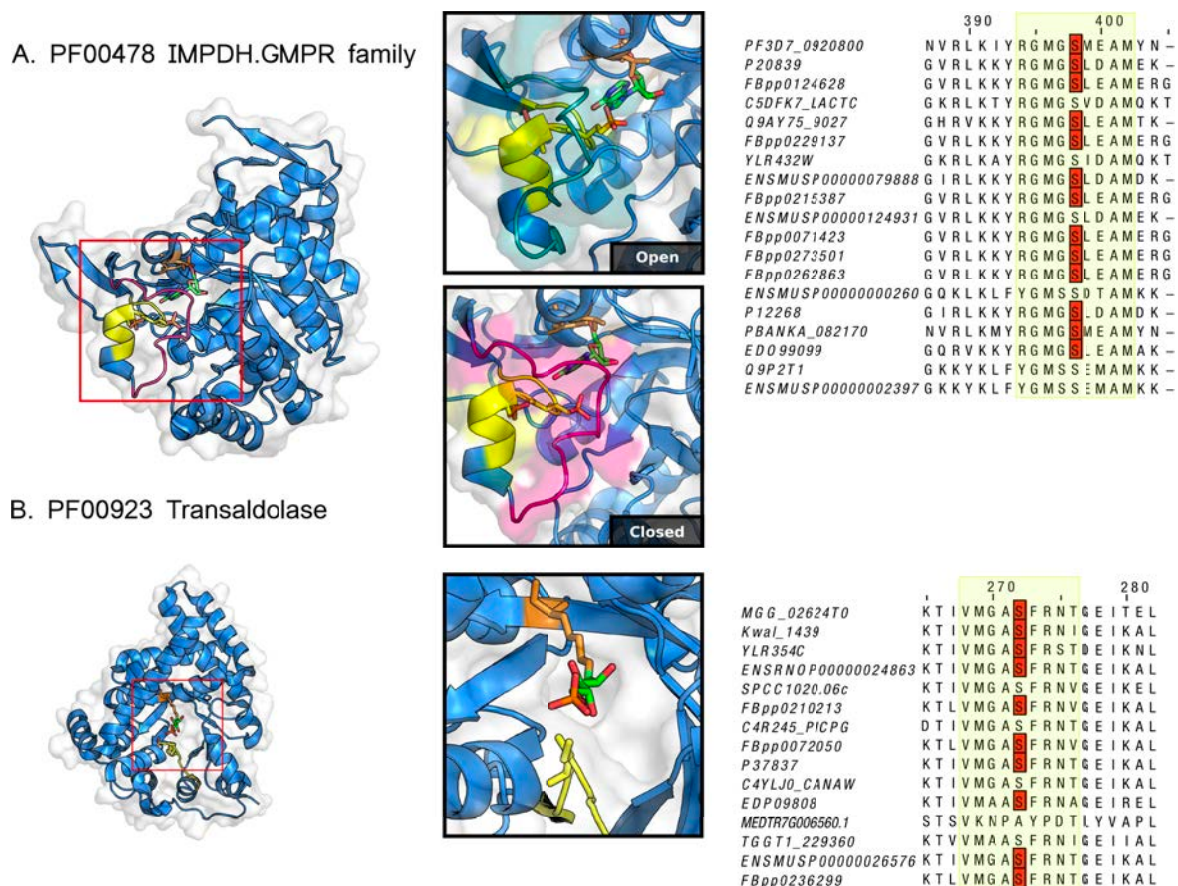 A. PF00478 IMPDH.GMPR family
Open
Closed
390 400
PF3D7_0920800 NVRLKIYRGMGSMEAMYN-
P20839 GVRLKKYRGMGSLDAMEK-
FBpp0124628 GVRLKKYRGMGSLEAMERG
C5DFK7_LACTC GKRLKTYRGMGSVDAMQKT
Q9AY75_9027 GHRVKKYRGMGSLEAMTK-
FBpp0229137 GVRLKKYRGMGSLEAMERG
YLR432W GKRLKAYRGMGSIDAMQKT
ENSMUSP00000079888 GIRLKKYRGMGSLDAMDK-
FBpp0215387 GVRLKKYRGMGSLEAMERG
ENSMUSP00000124931 GVRLKKYRGMGSLDAMEK-
FBpp0071423 GVRLKKYRGMGSLEAMERG
FBpp0273501 GVRLKKYRGMGSLEAMERG
FBpp0262863 GVRLKKYRGMGSLEAMERG
ENSMUSP00000000260 GQKLKLFYGMSSDTAMKK-
P12268 GIRLKKYRGMGSLDAMDK-
PBANKA_082170 NVRLKMYRGMGSMEAMYN-
EDO99099 GQRVKKYRGMGSLEAMAK-
Q9P2T1 GKKYKLFYGMSSEMAMKK-
ENSMUSP00000002397 GKKYKLFYGMSSEMAMKK-
B. PF00923 Transaldolase
270 280
MGG_02624T0 KTIVMGASFRNTGEITEL
Kwal_1439 KTIVMGASFRNIGEIKAL
YLR354C KTIVMGASFRSTDEIKNL
ENSRNOP00000024863 KTIVMGASFRNTGEIKAL
SPCC1020.06c KTIVMGASFRNVGEIKEL
FBpp0210213 KTLVMGASFRNVGEIKAL
C4R245_PICPG DTIVMGASFRNTGEIKAL
FBpp0072050 KTLVMGASFRNVGEIKAL
P37837 KTIVMGASFRNTGEIKAL
C4YLJ0_CANAW KTIVMGASFRNTGEIKAL
EDP09808 KTIVMAASFRNAGEIREL
MEDTR7G006560.1 STSVKNPAYPDTLYVAPL
TGGT1_229360 KTVVMAASFRNTGEIIAL
ENSMUSP00000026576 KTIVMGASFRNTGEIKAL
FBpp0236299 KTLVMGASFRNVGEIKAL